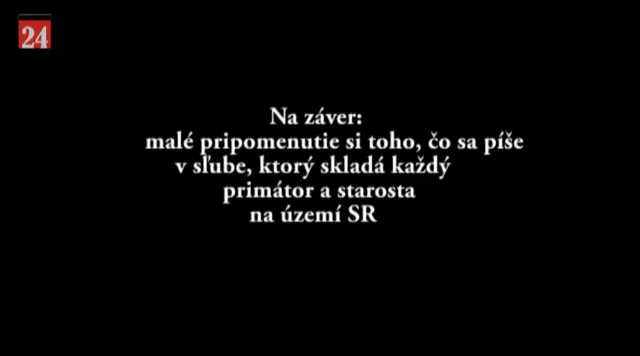 24
Na záver:
malé pripomenutie si toho, čo sa píše
v sľube, ktorý skladá každý
primátor a starosta
na území SR